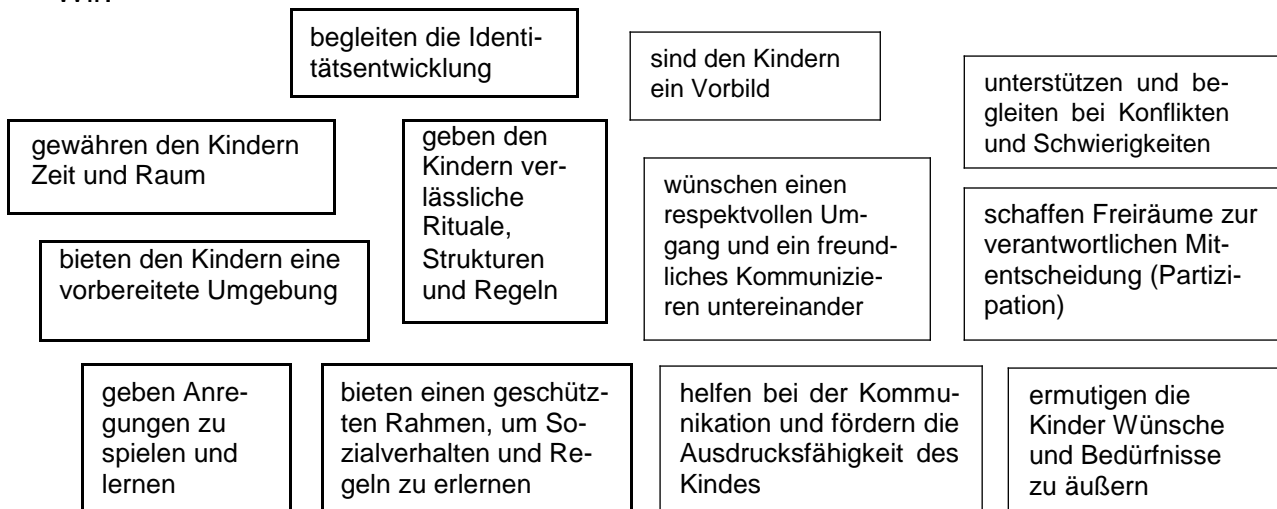 begleiten die Identi-
tätsentwicklung
sind den Kindern
ein Vorbild
unterstützen und be-
gleiten bei Konflikten
und Schwierigkeiten
gewähren den Kindern
Zeit und Raum
geben den
Kindern ver-
lässliche
Rituale,
Strukturen
und Regeln
wünschen einen
respektvollen Um-
gang und ein freund-
liches Kommunizie-
ren untereinander
schaffen Freiräume zur
verantwortlichen Mit-
entscheidung (Partizi-
pation)
bieten den Kindern eine
vorbereitete Umgebung
geben Anre-
gungen zu
spielen und
lernen
bieten einen geschütz-
ten Rahmen, um So-
zialverhalten und Re-
geln zu erlernen
helfen bei der Kommu-
nikation und fördern die
Ausdrucksfähigkeit des
Kindes
ermutigen die
Kinder Wünsche
und Bedürfnisse
zu äußern